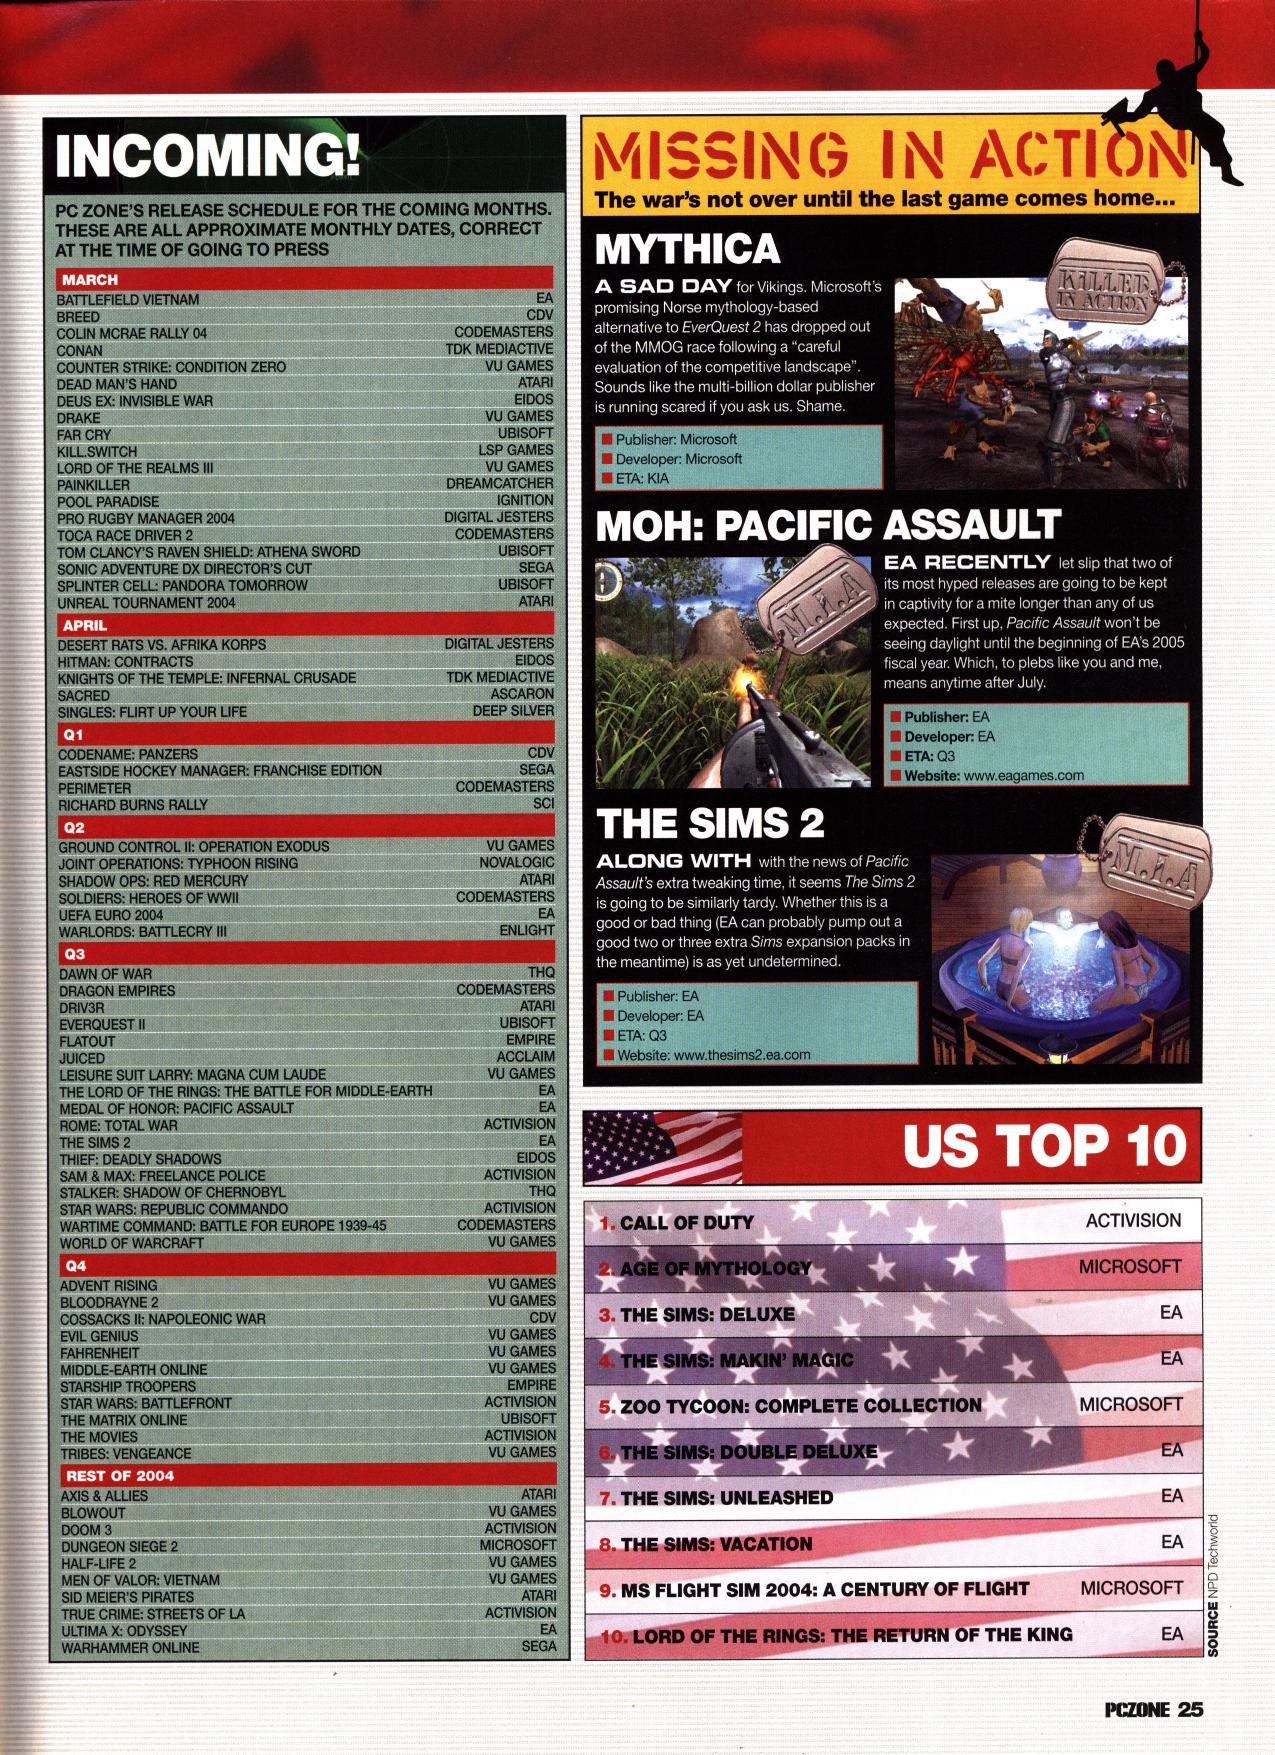 INCOMING!
PC ZONE'S RELEASE SCHEDULE FOR THE COMING MONTHS.
THESE ARE ALL APPROXIMATE MONTHLY DATES, CORRECT
AT THE TIME OF GOING TO PRESS
MARCH
BATTLEFIELD VIETNAM EA
BREED CDV
COLIN MCRAE RALLY 04 CODEMASTERS
CONAN TDK MEDIACTIVE
COUNTER STRIKE: CONDITION ZERO VU GAMES
DEAD MAN'S HAND ATARI
DEUS EX: INVISIBLE WAR EIDOS
DRAKE VU GAMES
FAR CRY UBISOFT
KILL.SWITCH LSP GAMES
LORD OF THE REALMS III VU GAMES
PAINKILLER DREAMCATCHER
POOL PARADISE IGNITION
PRO RUGBY MANAGER 2004 DIGITAL JESTERS
TOCA RACE DRIVER 2 CODEMASTERS
TOM CLANCY'S RAVEN SHIELD: ATHENA SWORD UBISOFT
SONIC ADVENTURE DX DIRECTOR'S CUT SEGA
SPLINTER CELL: PANDORA TOMORROW UBISOFT
UNREAL TOURNAMENT 2004 ATARI
APRIL
DESERT RATS VS. AFRIKA KORPS DIGITAL JESTERS
HITMAN: CONTRACTS EIDOS
KNIGHTS OF THE TEMPLE: INFERNAL CRUSADE TDK MEDIACTIVE
SACRED ASCARON
SINGLES: FLIRT UP YOUR LIFE DEEP SILVER
Q1
CODENAME: PANZERS CDV
EASTSIDE HOCKEY MANAGER: FRANCHISE EDITION SEGA
PERIMETER CODEMASTERS
RICHARD BURNS RALLY SCI
Q2
GROUND CONTROL II: OPERATION EXODUS VU GAMES
JOINT OPERATIONS: TYPHOON RISING NOVALOGIC
SHADOW OPS: RED MERCURY ATARI
SOLDIERS: HEROES OF WWII CODEMASTERS
UEFA EURO 2004 EA
WARLORDS: BATTLECRY III ENLIGHT
Q3
DAWN OF WAR THQ
DRAGON EMPIRES CODEMASTERS
DRIV3R ATARI
EVERQUEST II UBISOFT
FLATOUT EMPIRE
JUICED ACCLAIM
LEISURE SUIT LARRY: MAGNA CUM LAUDE VU GAMES
THE LORD OF THE RINGS: THE BATTLE FOR MIDDLE-EARTH EA
MEDAL OF HONOR: PACIFIC ASSAULT EA
ROME: TOTAL WAR ACTIVISION
THE SIMS 2 EA
THIEF: DEADLY SHADOWS EIDOS
SAM & MAX: FREELANCE POLICE ACTIVISION
STALKER: SHADOW OF CHERNOBYL THQ
STAR WARS: REPUBLIC COMMANDO ACTIVISION
WARTIME COMMAND: BATTLE FOR EUROPE 1939-45 CODEMASTERS
WORLD OF WARCRAFT VU GAMES
Q4
ADVENT RISING VU GAMES
BLOODRAYNE 2 VU GAMES
COSSACKS II: NAPOLEONIC WAR CDV
EVIL GENIUS VU GAMES
FAHRENHEIT VU GAMES
MIDDLE-EARTH ONLINE VU GAMES
STARSHIP TROOPERS EMPIRE
STAR WARS: BATTLEFRONT ACTIVISION
THE MATRIX ONLINE UBISOFT
THE MOVIES ACTIVISION
TRIBES: VENGEANCE VU GAMES
REST OF 2004
AXIS & ALLIES ATARI
BLOWOUT VU GAMES
DOOM 3 ACTIVISION
DUNGEON SIEGE 2 MICROSOFT
HALF-LIFE 2 VU GAMES
MEN OF VALOR: VIETNAM VU GAMES
SID MEIER'S PIRATES ATARI
TRUE CRIME: STREETS OF LA ACTIVISION
ULTIMA X: ODYSSEY EA
WARHAMMER ONLINE SEGA
MISSING IN ACTION
The war's not over until the last game comes home...
MYTHICA
A SAD DAY for Vikings. Microsoft's
promising Norse mythology-based
alternative to EverQuest 2 has dropped out
of the MMOG race following a "careful
evaluation of the competitive landscape".
Sounds like the multi-billion dollar publisher
is running scared if you ask us. Shame.
Publisher: Microsoft
Developer: Microsoft
ETA: KIA
KILLED
IN ACTION
MOH: PACIFIC ASSAULT
M.I.A
EA RECENTLY let slip that two of
its most hyped releases are going to be kept
in captivity for a mite longer than any of us
expected. First up, Pacific Assault won't be
seeing daylight until the beginning of EA's 2005
fiscal year. Which, to plebs like you and me,
means anytime after July.
Publisher: EA
Developer: EA
ETA: Q3
Website: www.eagames.com
THE SIMS 2
ALONG WITH with the news of Pacific
Assault's extra tweaking time, it seems The Sims 2
is going to be similarly tardy. Whether this is a
good or bad thing (EA can probably pump out a
good two or three extra Sims expansion packs in
the meantime) is as yet undetermined.
Publisher: EA
Developer: EA
ETA: Q3
Website: www.thesims2.ea.com
M.I.A
US TOP 10
1. CALL OF DUTY ACTIVISION
2. AGE OF MYTHOLOGY MICROSOFT
3. THE SIMS: DELUXE EA
4. THE SIMS: MAKIN' MAGIC EA
5. ZOO TYCOON: COMPLETE COLLECTION MICROSOFT
6. THE SIMS: DOUBLE DELUXE EA
7. THE SIMS: UNLEASHED EA
8. THE SIMS: VACATION EA
9. MS FLIGHT SIM 2004: A CENTURY OF FLIGHT MICROSOFT
10. LORD OF THE RINGS: THE RETURN OF THE KING EA
SOURCE NPD Techworld
PCZONE 25